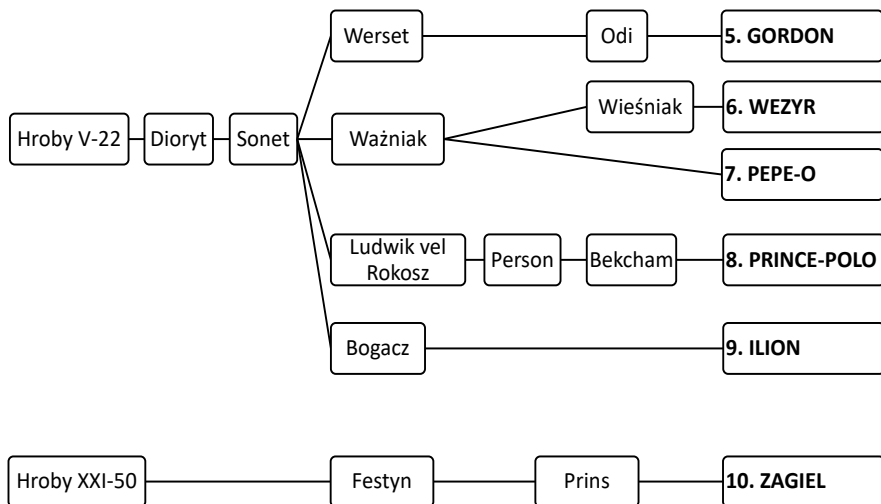 Werset
Odi
5. GORDON
Wieśniak
6. WEZYR
Hroby V-22
Dioryt
Sonet
Ważniak
7. PEPE-O
Ludwik vel
Rokosz
Person
Bekcham
8. PRINCE-POLO
Bogacz
9. ILION
Hroby XXI-50
Festyn
Prins
10. ZAGIEL